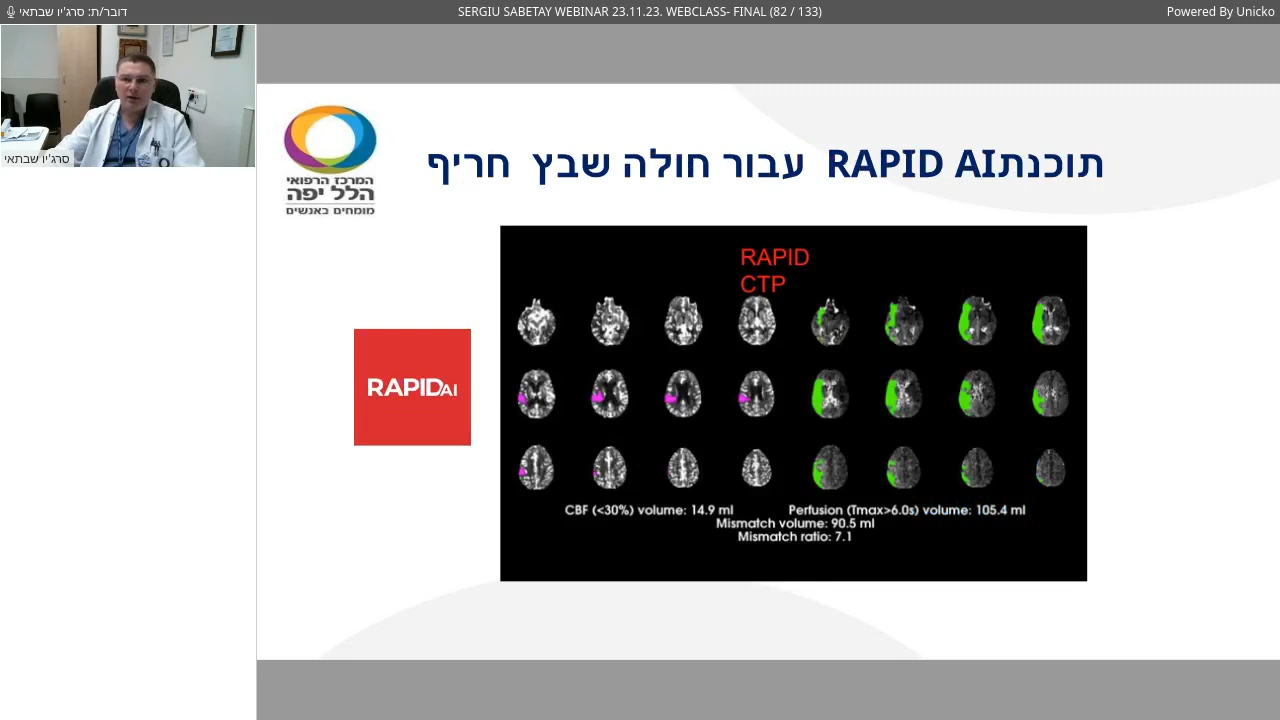 דובר/ת: סרג'יו שבתאי
SERGIU SABETAY WEBINAR 23.11.23. WEBCLASS- FINAL (82 / 133)
Powered By Unicko
סרג'יו שבתאי
המרכז הרפואי
הלל יפה
מומחים באנשים
תוכנתRAPID AI עבור חולה שבץ חריף
RAPID
CTP
RAPIDAI
CBF (<30%) volume: 14.9 ml
Perfusion (Tmax>6.0s) volume: 105.4 ml
Mismatch volume: 90.5 ml
Mismatch ratio: 7.1